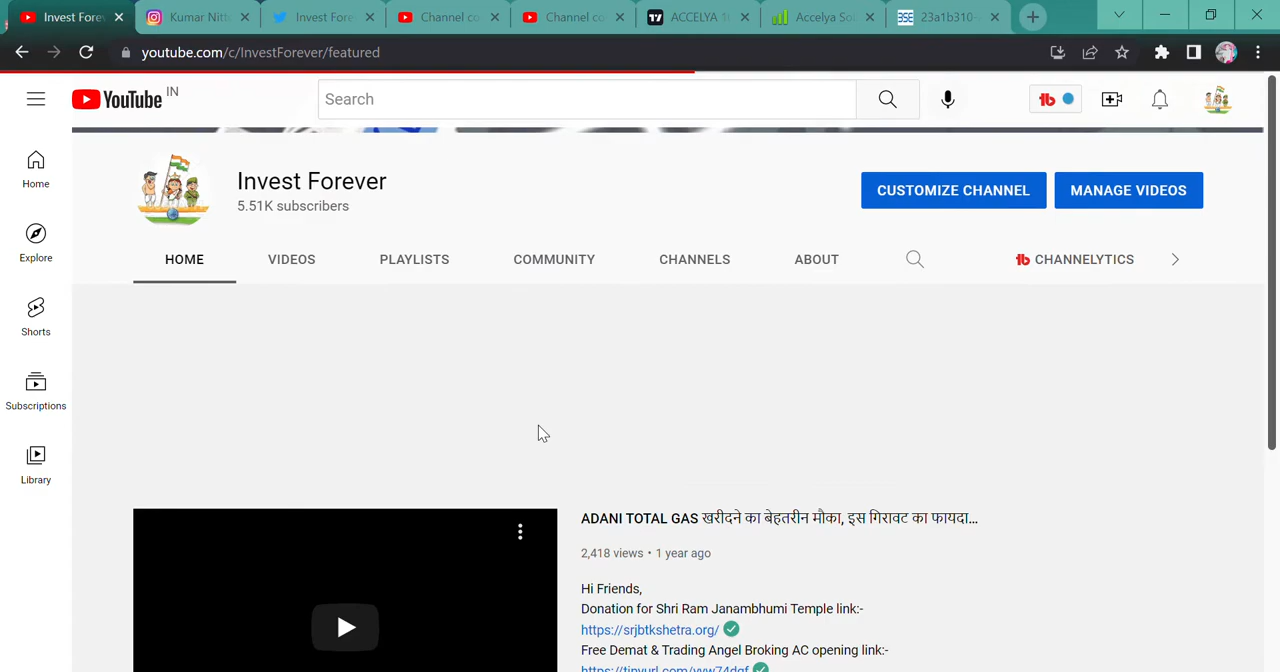 Invest Fore
Kumar Nitt
Invest Fore
Channel co
Channel co
ACCELYA 1
Accelya So
BSE 23a1b310-
youtube.com/c/InvestForever/featured
YouTube IN
Search
Home
Explore
Shorts
Subscriptions
Library
Invest Forever
5.51K subscribers
CUSTOMIZE CHANNEL
MANAGE VIDEOS
HOME VIDEOS PLAYLISTS COMMUNITY CHANNELS ABOUT CHANNELYTICS
ADANI TOTAL GAS खरीदने का बेहतरीन मौका, इस गिरावट का फायदा...
2,418 views • 1 year ago
Hi Friends,
Donation for Shri Ram Janambhumi Temple link:-
https://srjbtkshetra.org/
Free Demat & Trading Angel Broking AC opening link:-